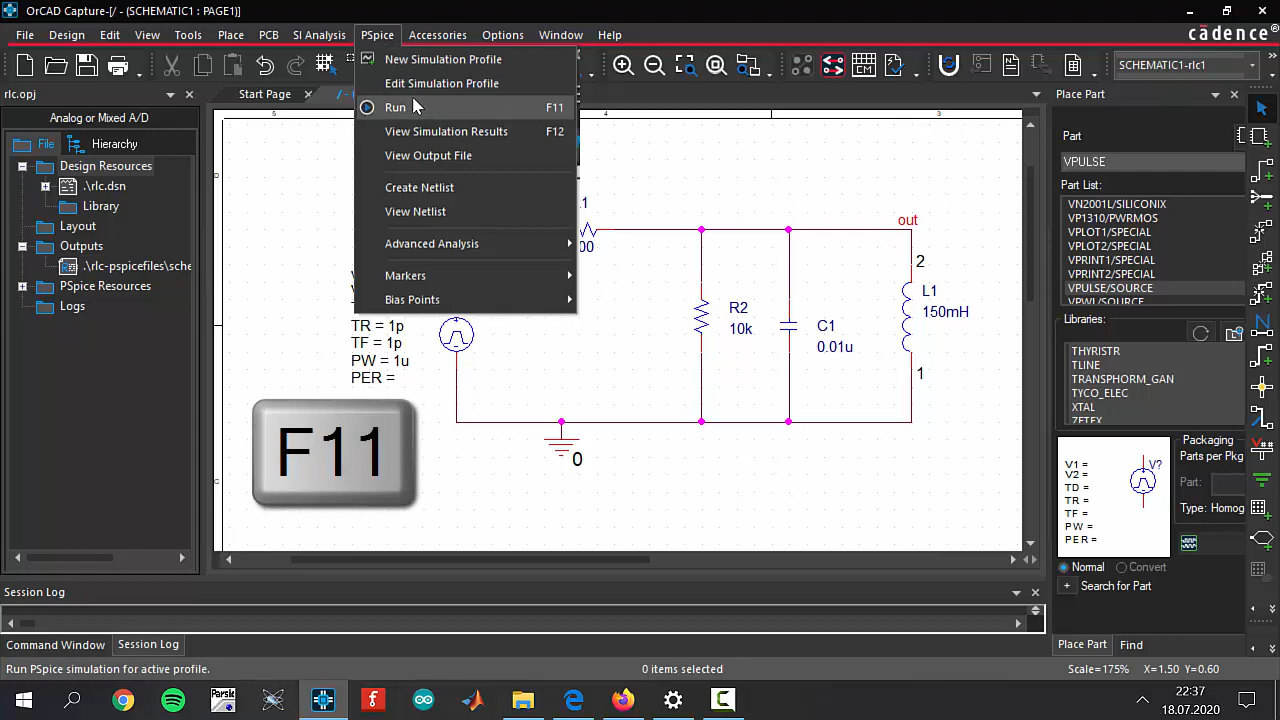 OrCAD Capture-[/ - (SCHEMATIC1 : PAGE1)]
File Design Edit View Tools Place PCB SI Analysis PSpice Accessories Options Window Help
cadence
SCHEMATIC1-rlc1
New Simulation Profile
Edit Simulation Profile
Run F11
View Simulation Results F12
View Output File
Create Netlist
View Netlist
Advanced Analysis
Markers
Bias Points
rlc.opj
Start Page
Analog or Mixed A/D
File Hierarchy
Design Resources
.\rlc.dsn
Library
Layout
Outputs
.\rlc-pspicefiles/sche
PSpice Resources
Logs
5 4 3
TR = 1p
TF = 1p
PW = 1u
PER =
F11
0
R2
10k
C1
0.01u
out
2
L1
150mH
1
Place Part
Part
VPULSE
Part List:
VN2001L/SILICONIX
VP1310/PWRMOS
VPLOT1/SPECIAL
VPLOT2/SPECIAL
VPRINT1/SPECIAL
VPRINT2/SPECIAL
VPULSE/SOURCE
VPWL/SOURCE
Libraries:
THYRISTR
TLINE
TRANSPHORM_GAN
TYCO_ELEC
XTAL
ZETEX
V1 =
V2 =
TD =
TR =
TF =
PW =
PER =
V?
Packaging
Parts per Pkg
Part:
Type: Homog
Normal Convert
Search for Part
Session Log
Command Window Session Log
Place Part Find
Run PSpice simulation for active profile.
0 items selected
Scale=175% X=1.50 Y=0.60
Parsik
22:37
18.07.2020